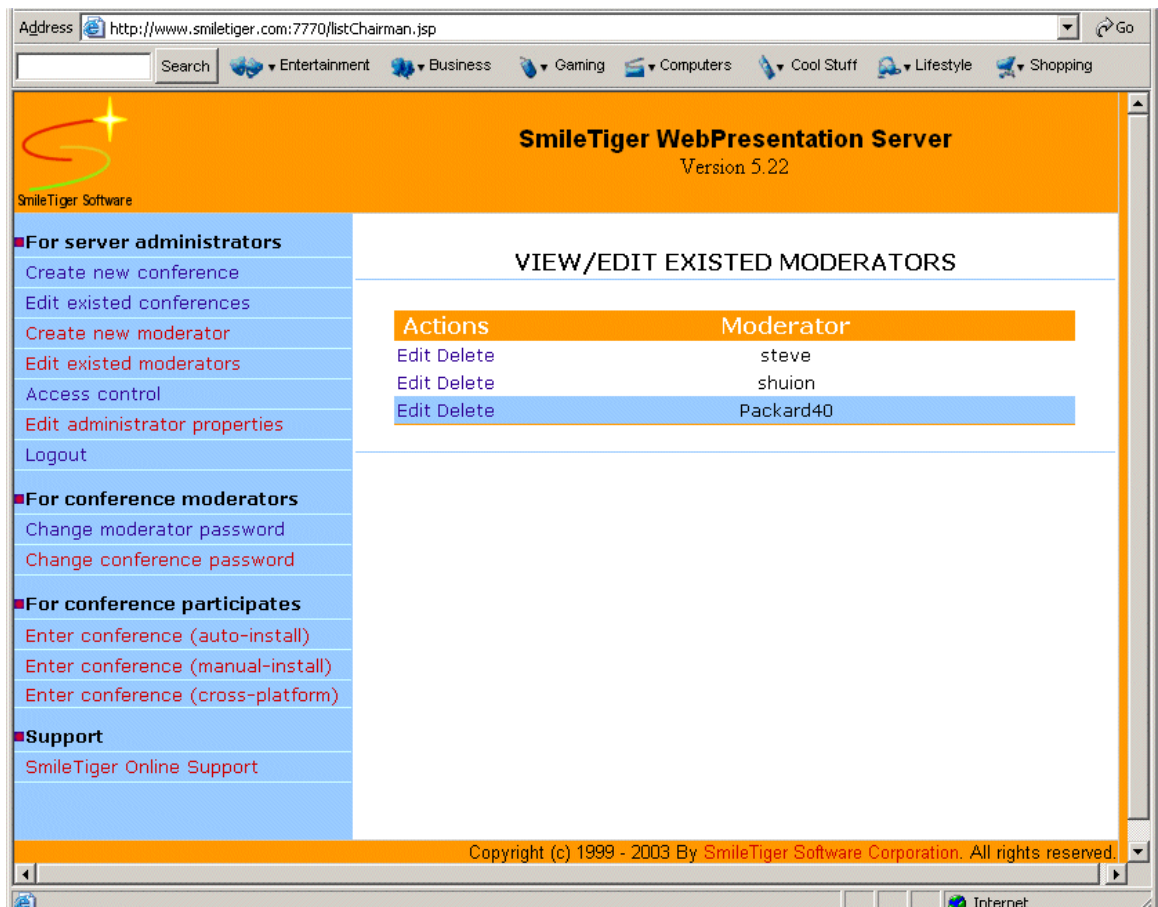 Address http://www.smiletiger.com:7770/listChairman.jsp Go
Search Entertainment Business Gaming Computers Cool Stuff Lifestyle Shopping
SmileTiger Software
SmileTiger WebPresentation Server
Version 5.22
For server administrators
Create new conference
Edit existed conferences
Create new moderator
Edit existed moderators
Access control
Edit administrator properties
Logout
For conference moderators
Change moderator password
Change conference password
For conference participates
Enter conference (auto-install)
Enter conference (manual-install)
Enter conference (cross-platform)
Support
SmileTiger Online Support
VIEW/EDIT EXISTED MODERATORS
Actions Moderator
Edit Delete steve
Edit Delete shuion
Edit Delete Packard40
Copyright (c) 1999 - 2003 By SmileTiger Software Corporation. All rights reserved.
Internet